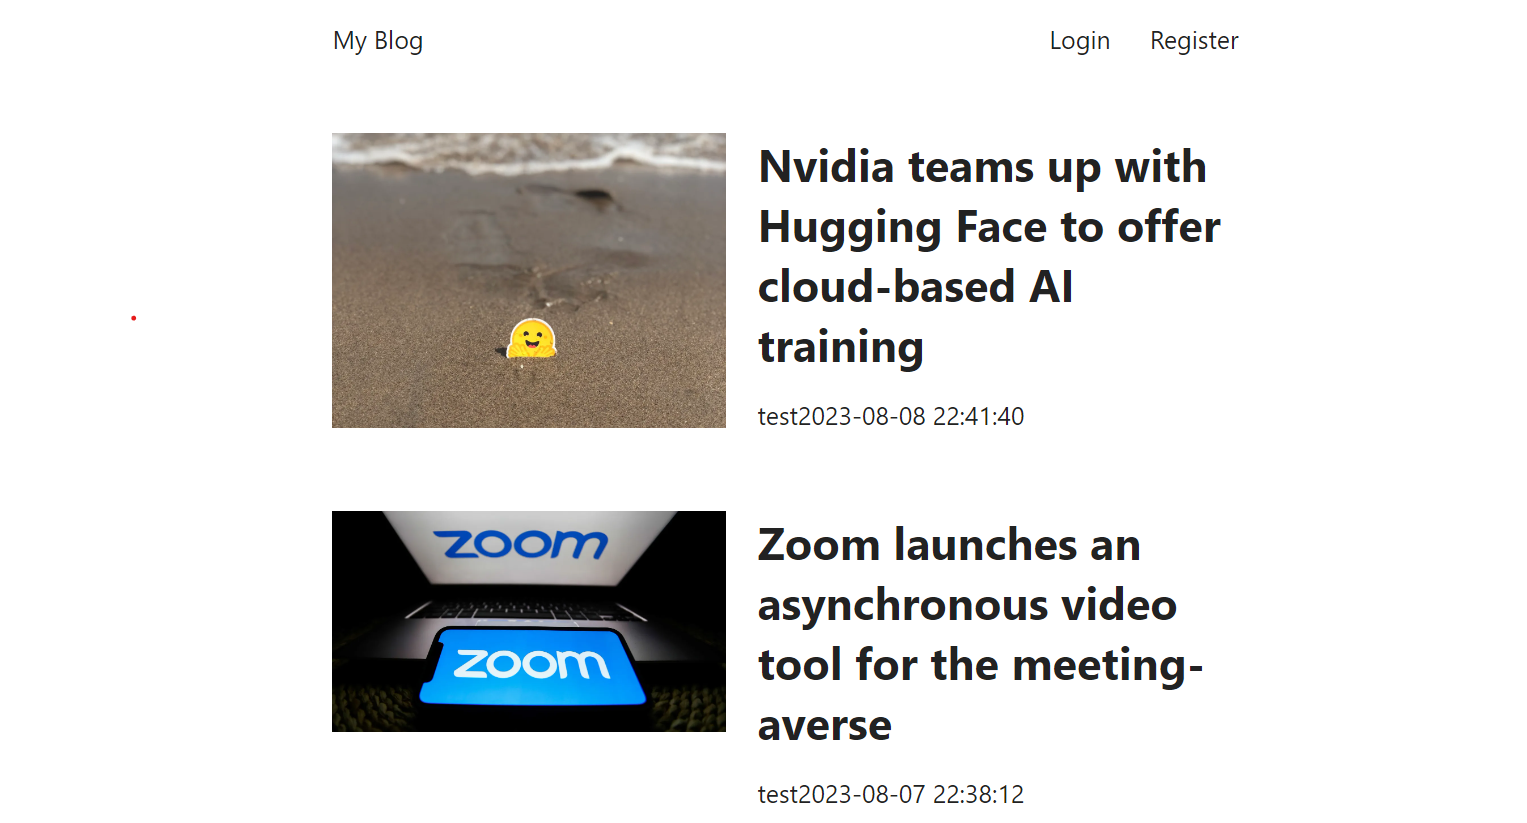 My Blog
Login
Register
Nvidia teams up with
Hugging Face to offer
cloud-based AI
training
test2023-08-08 22:41:40
zoom
zoom
Zoom launches an
asynchronous video
tool for the meeting-
averse
test2023-08-07 22:38:12